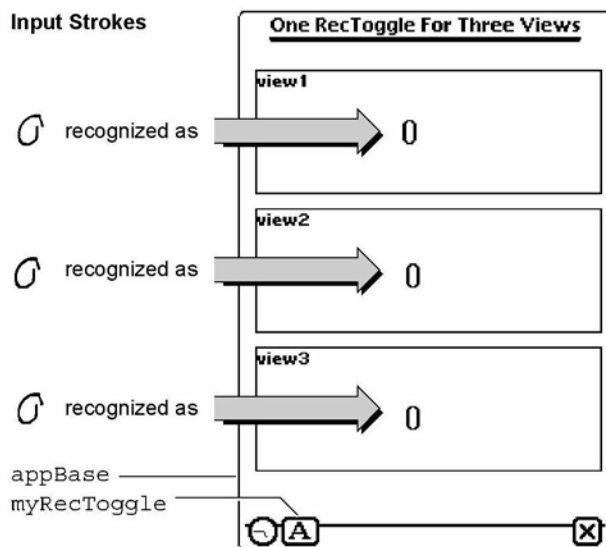 Input Strokes
One RecToggle For Three Views
view1
recognized as
0
view2
recognized as
0
view3
recognized as
0
appBase
myRecToggle
A
X